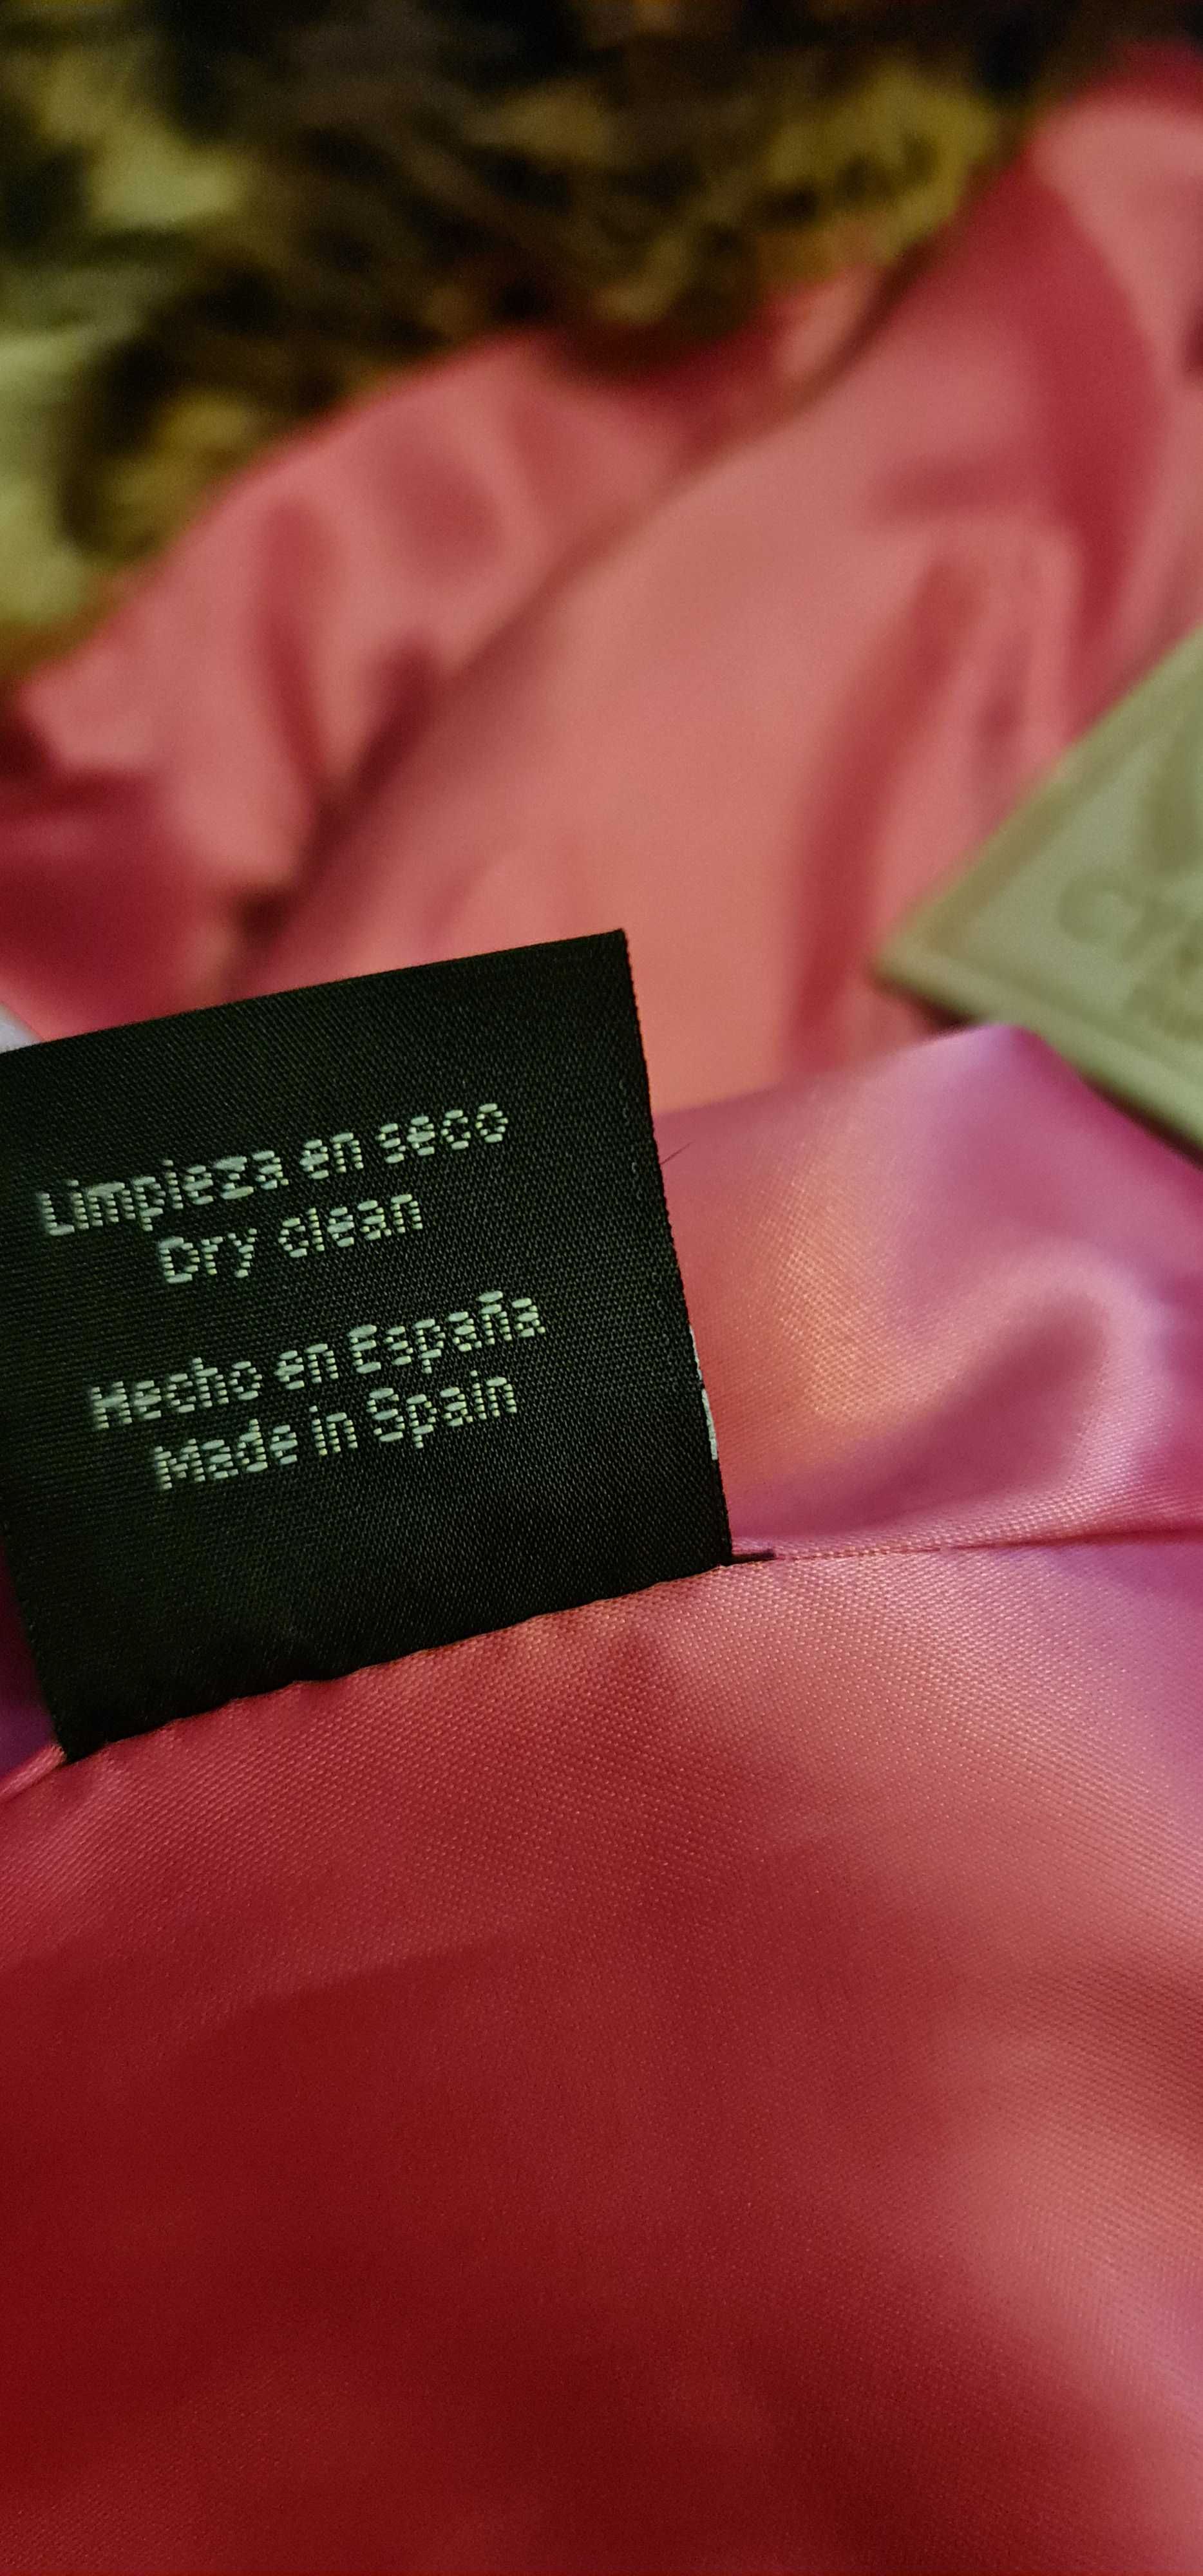 Limpieza en seco
Dry clean
Hecho en España
Made in Spain